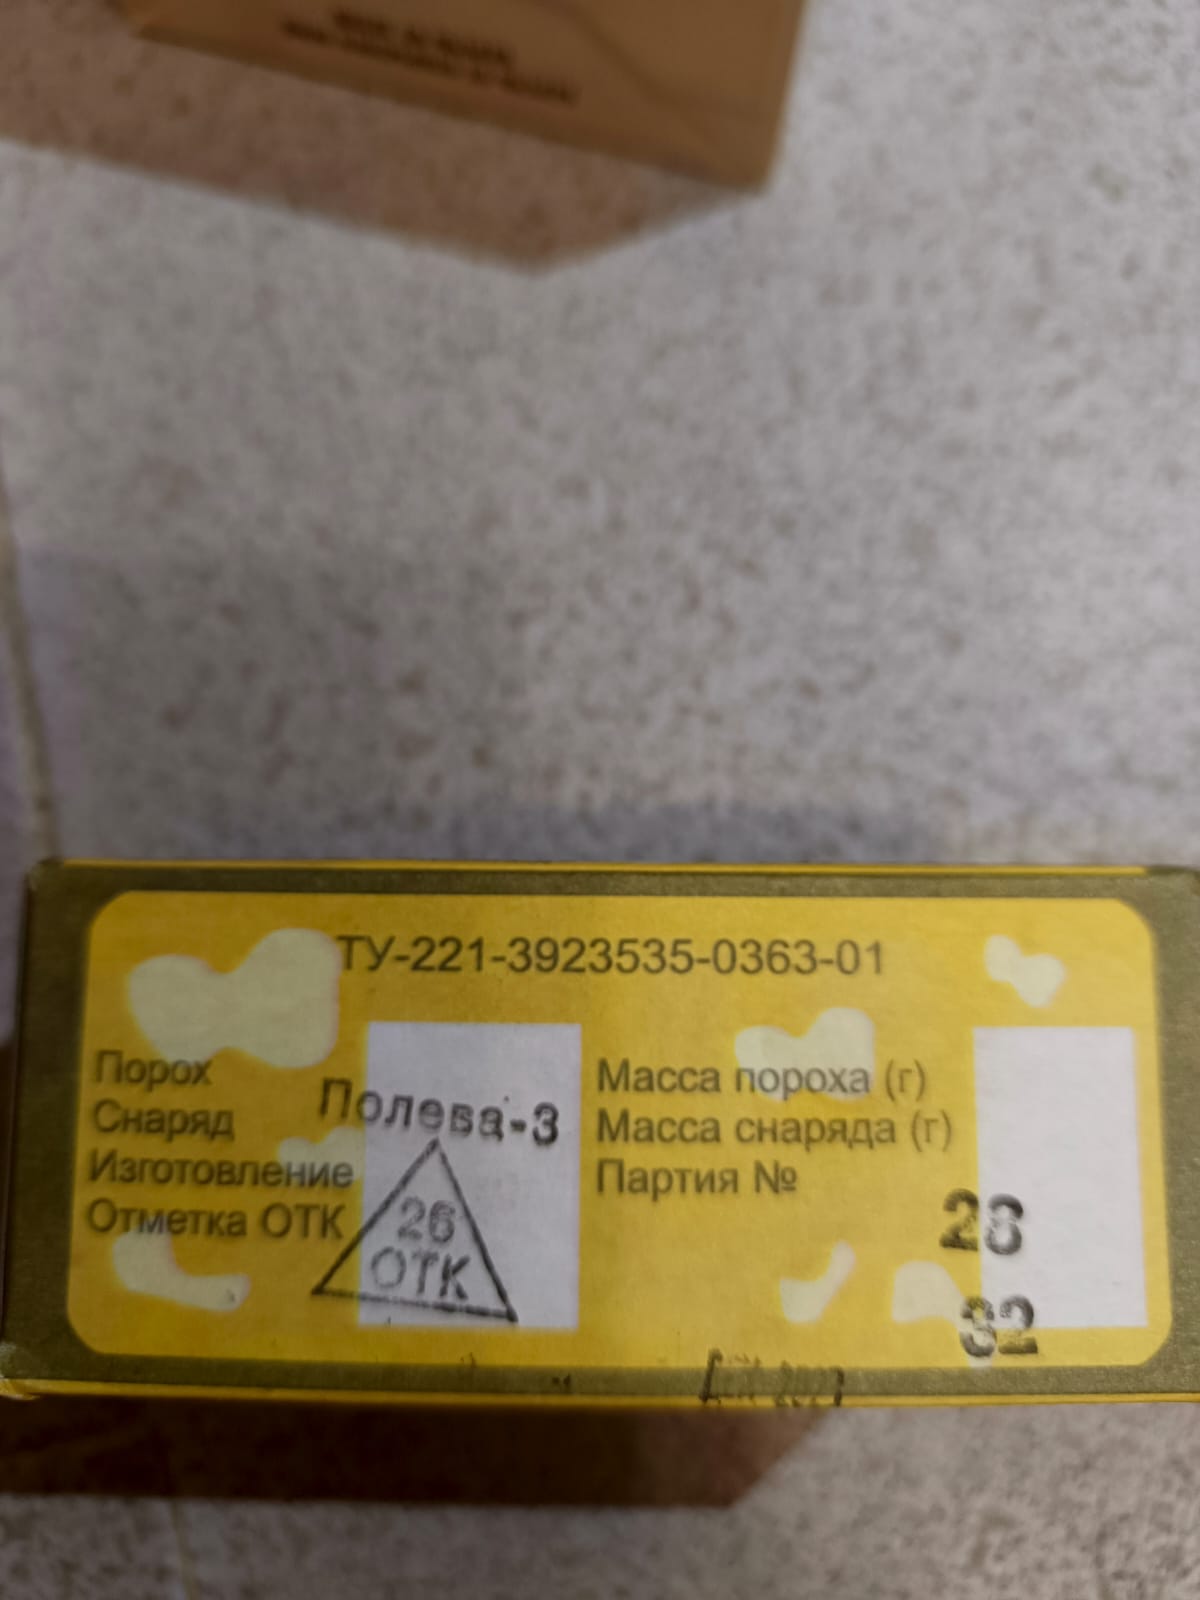 ТУ-221-3923535-0363-01
Порох
Снаряд
Изготовление
Отметка ОТК
Полева-3
26
ОТК
Масса пороха (г)
Масса снаряда (г)
Партия №
28
32